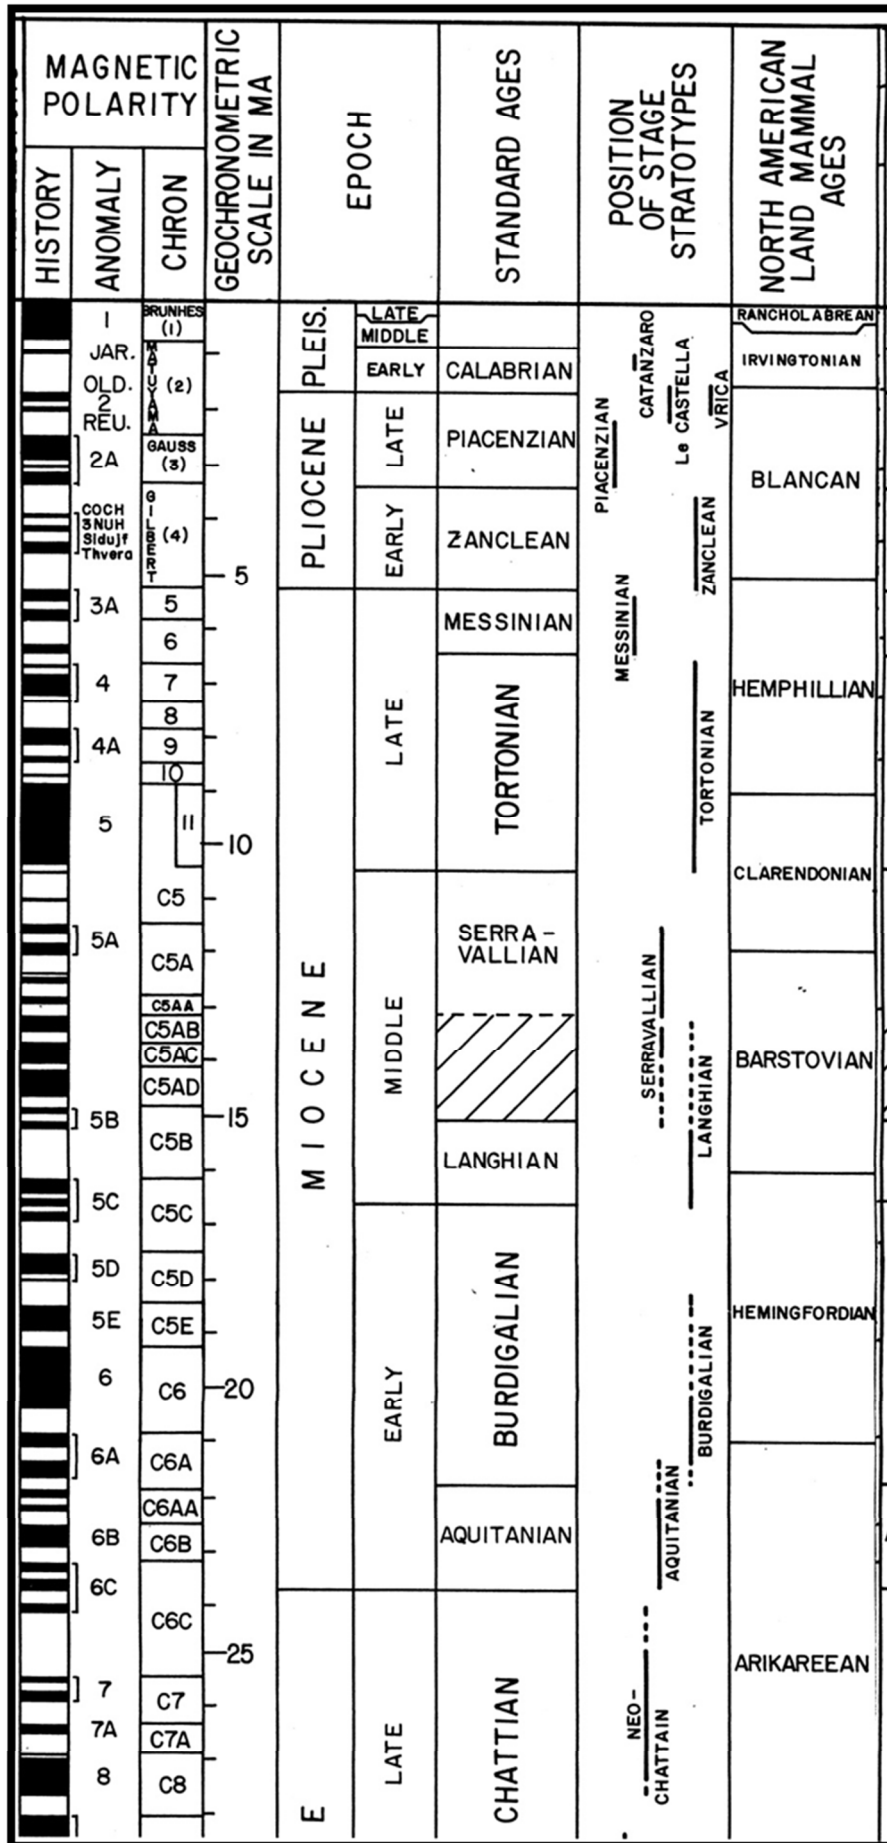 MAGNETIC
POLARITY
HISTORY
ANOMALY
CHRON
GEOCHRONOMETRIC
SCALE IN MA
EPOCH
STANDARD AGES
POSITION
OF STAGE
STRATOTYPES
NORTH AMERICAN
LAND MAMMAL
AGES
1
JAR.
OLD.
2
REU.
2A
COCH
3NUH
Sidujf
Thvera
3A
4
4A
5
5A
5B
5C
5D
5E
6
6A
6B
6C
7
7A
8
BRUNHES
(1)
MATUYAMA
(2)
GAUSS
(3)
GILBERT
(4)
5
6
7
8
9
10
11
C5
C5A
C5AA
C5AB
C5AC
C5AD
C5B
C5C
C5D
C5E
C6
C6A
C6AA
C6B
C6C
C7
C7A
C8
5
10
15
20
25
PLEIS.
PLIOCENE
MIOCENE
E
LATE
MIDDLE
EARLY
LATE
EARLY
LATE
MIDDLE
EARLY
LATE
CALABRIAN
PIACENZIAN
ZANCLEAN
MESSINIAN
TORTONIAN
SERRA-
VALLIAN
LANGHIAN
BURDIGALIAN
AQUITANIAN
CHATTIAN
PIACENZIAN
CATANZARO
Le CASTELLA
VRICA
ZANCLEAN
MESSINIAN
TORTONIAN
SERRAVALLIAN
LANGHIAN
BURDIGALIAN
AQUITANIAN
NEO-
CHATTAIN
RANCHOLABREAN
IRVINGTONIAN
BLANCAN
HEMPHILLIAN
CLARENDONIAN
BARSTOVIAN
HEMINGFORDIAN
ARIKAREEAN